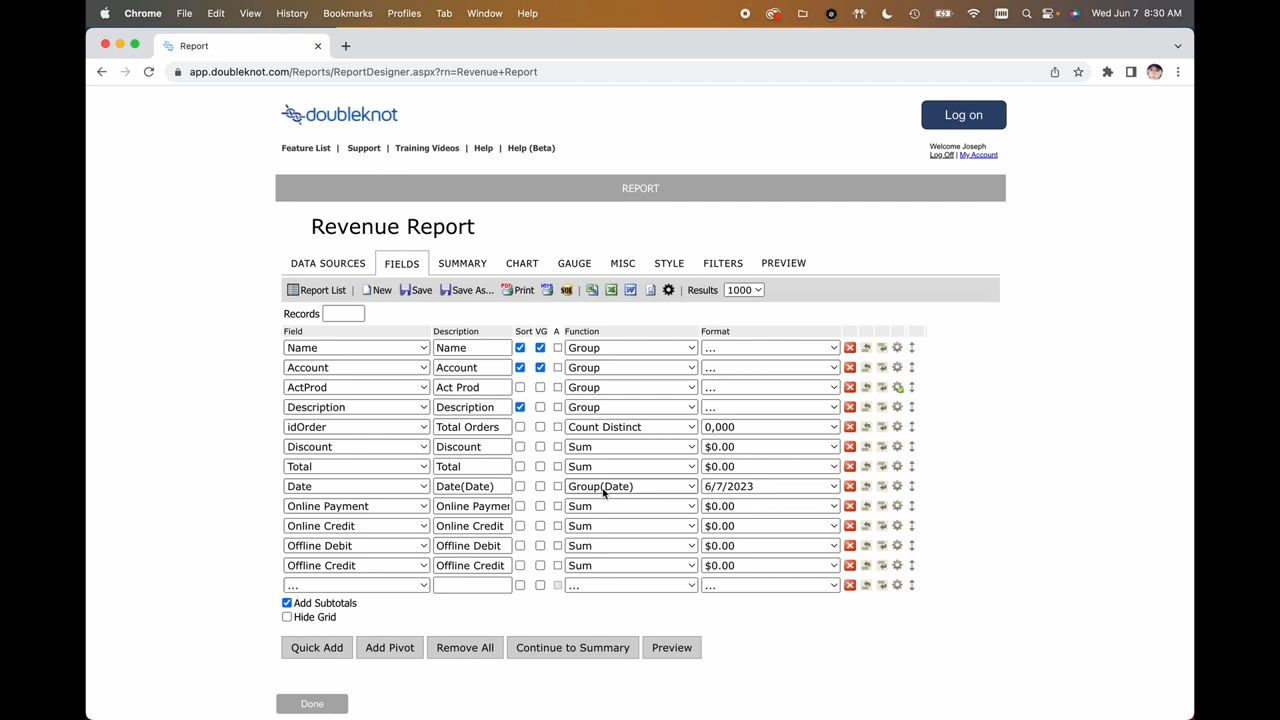 Chrome File Edit View History Bookmarks Profiles Tab Window Help Wed Jun 7 8:30 AM
Report
app.doubleknot.com/Reports/ReportDesigner.aspx?rn=Revenue+Report
doubleknot
Log on
Feature List | Support | Training Videos | Help | Help (Beta)
Welcome Joseph
Log Off | My Account
REPORT
Revenue Report
DATA SOURCES FIELDS SUMMARY CHART GAUGE MISC STYLE FILTERS PREVIEW
Report List New Save Save As... Print SQL | Results 1000
Records
Field Description Sort VG A Function Format
Name Name Group ...
Account Account Group ...
ActProd Act Prod Group ...
Description Description Group ...
idOrder Total Orders Count Distinct 0,000
Discount Discount Sum $0.00
Total Total Sum $0.00
Date Date(Date) Group(Date) 6/7/2023
Online Payment Online Paymer Sum $0.00
Online Credit Online Credit Sum $0.00
Offline Debit Offline Debit Sum $0.00
Offline Credit Offline Credit Sum $0.00
... ... ...
Add Subtotals
Hide Grid
Quick Add Add Pivot Remove All Continue to Summary Preview
Done